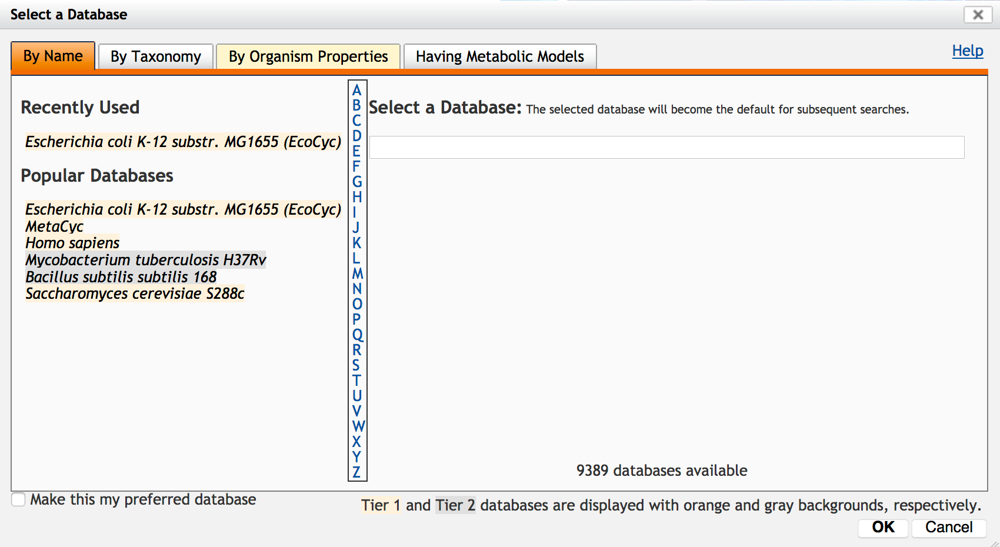 Select a Database
By Name
By Taxonomy
By Organism Properties
Having Metabolic Models
Help
Recently Used
Escherichia coli K-12 substr. MG1655 (EcoCyc)
Popular Databases
Escherichia coli K-12 substr. MG1655 (EcoCyc)
MetaCyc
Homo sapiens
Mycobacterium tuberculosis H37Rv
Bacillus subtilis subtilis 168
Saccharomyces cerevisiae S288c
A
B
C
D
E
F
G
H
I
J
K
L
M
N
O
P
Q
R
S
T
U
V
W
X
Y
Z
Select a Database: The selected database will become the default for subsequent searches.
9389 databases available
Make this my preferred database
Tier 1 and Tier 2 databases are displayed with orange and gray backgrounds, respectively.
OK
Cancel